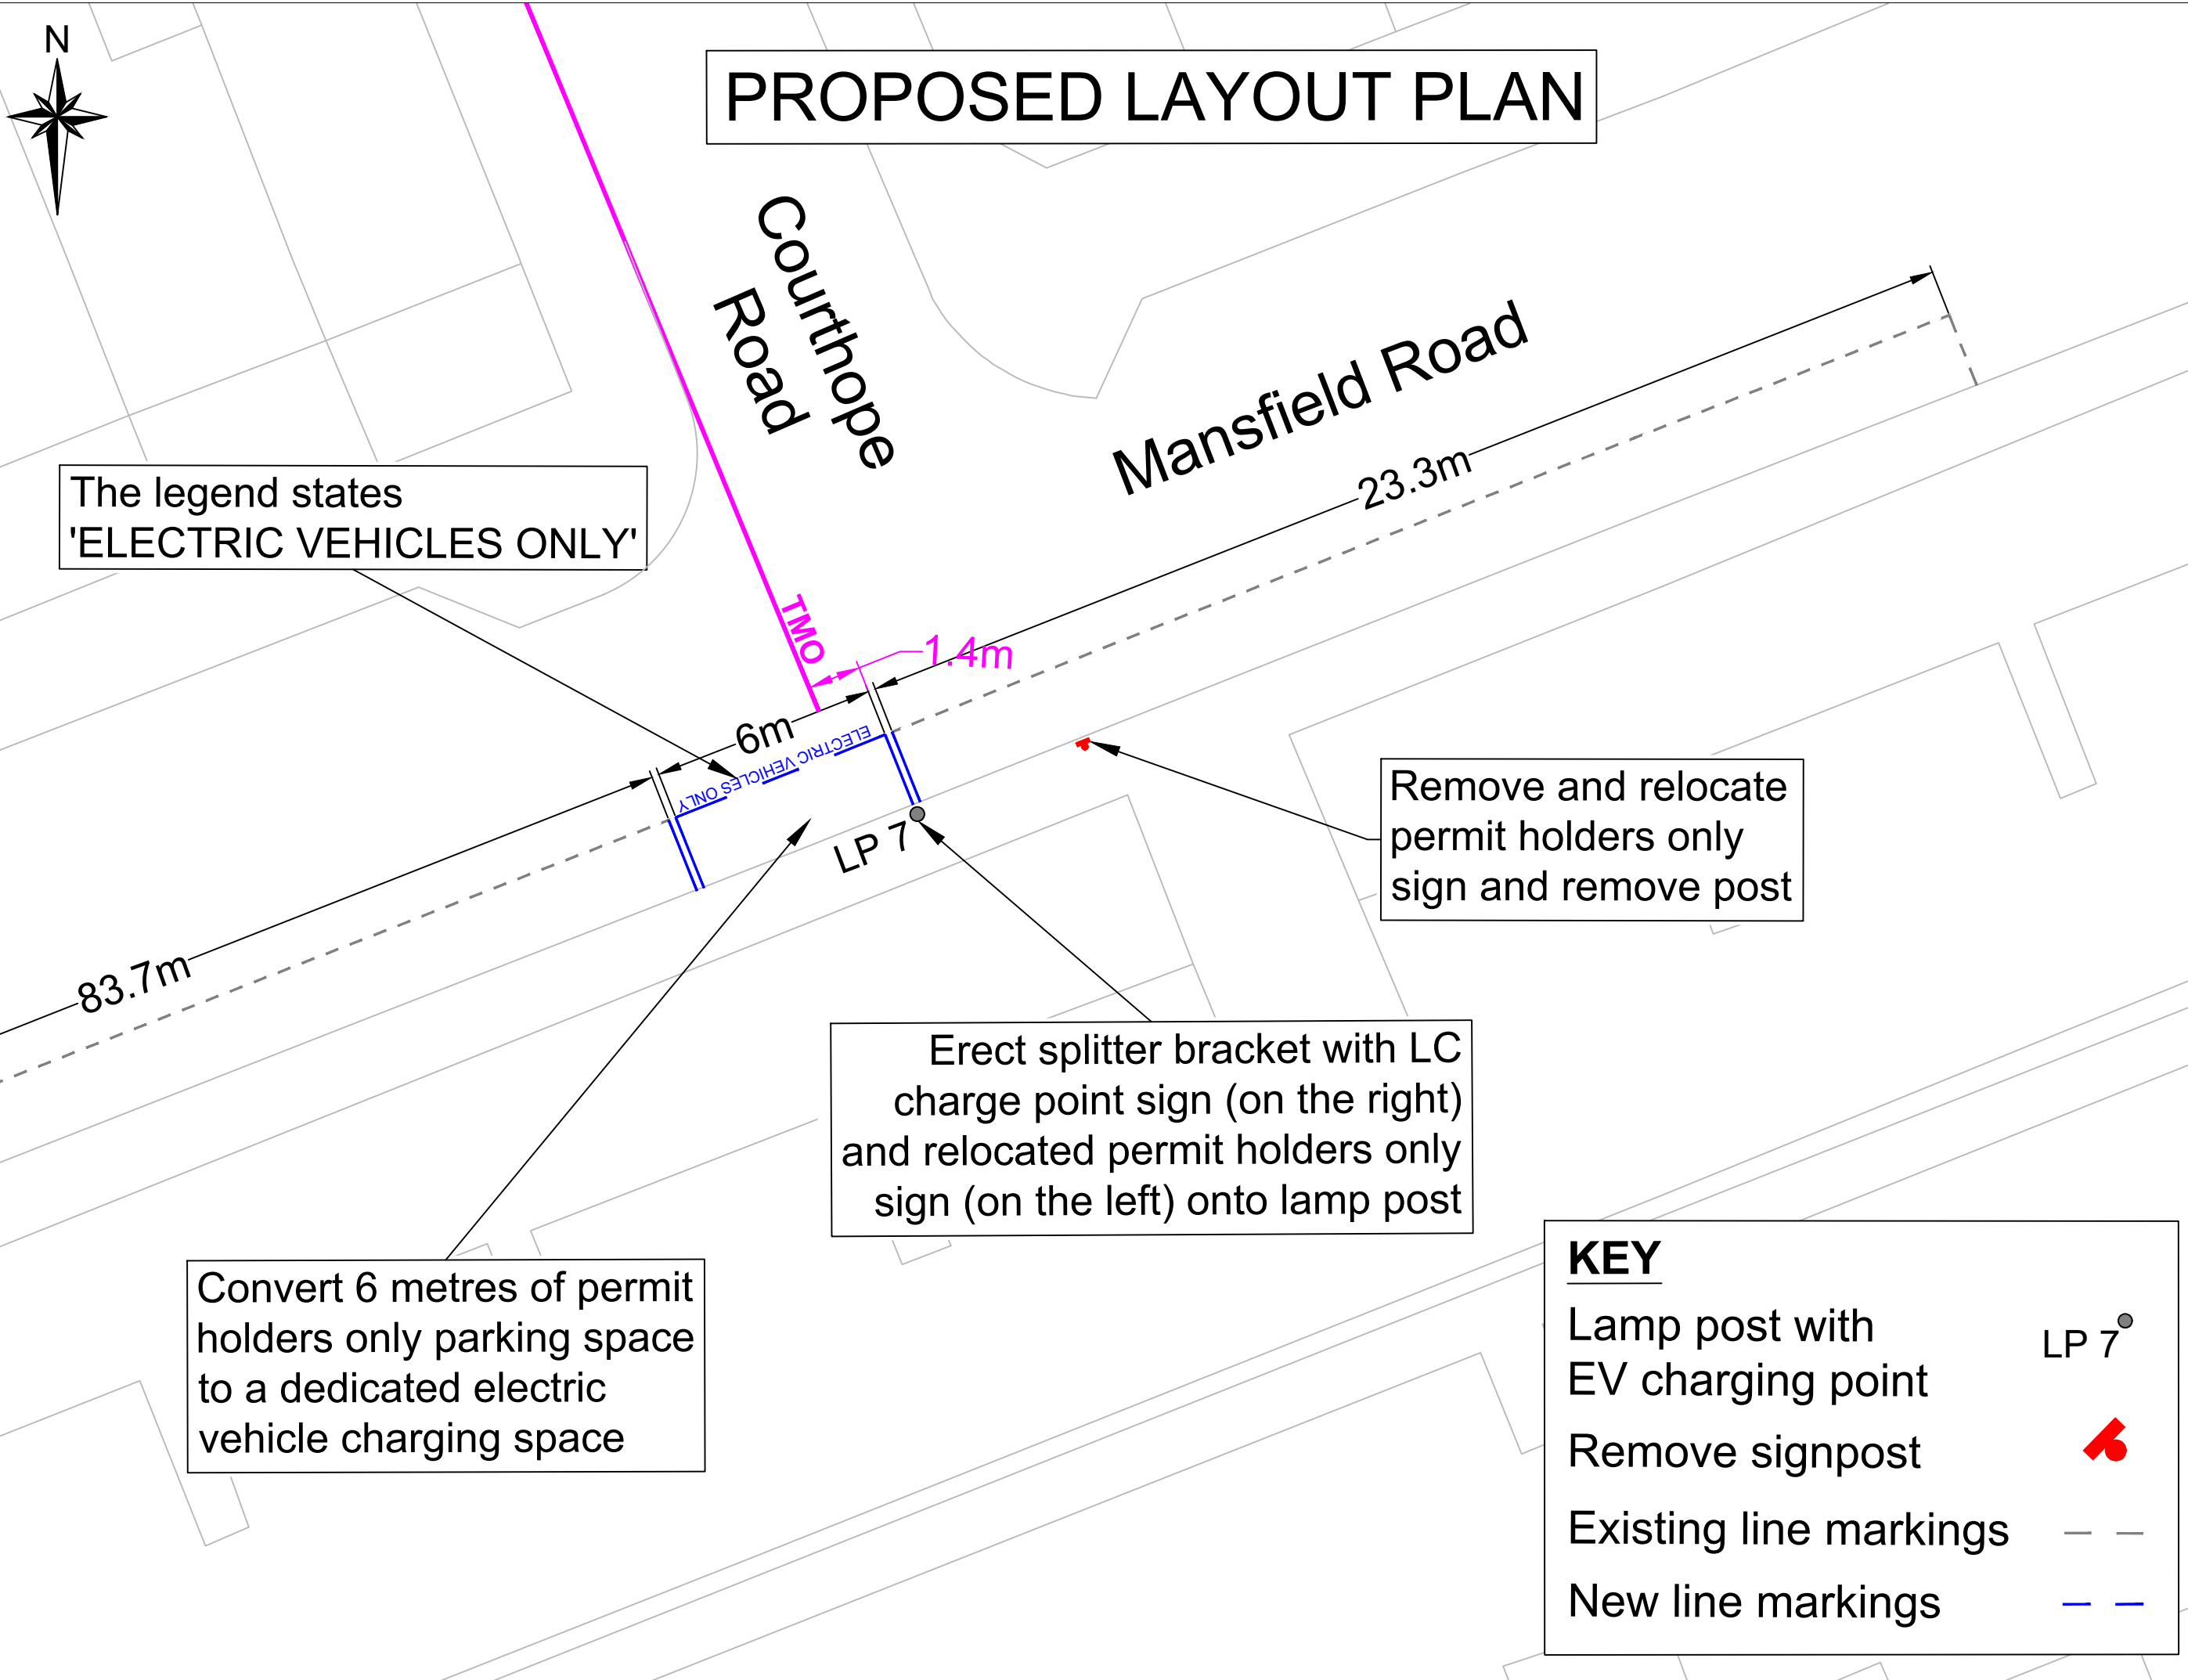 N
PROPOSED LAYOUT PLAN
Courthope
Road
Mansfield Road
23.3m
The legend states
'ELECTRIC VEHICLES ONLY'
TMO
1.4m
6m
ELECTRIC VEHICLES ONLY
LP 7
83.7m
Remove and relocate
permit holders only
sign and remove post
Erect splitter bracket with LC
charge point sign (on the right)
and relocated permit holders only
sign (on the left) onto lamp post
Convert 6 metres of permit
holders only parking space
to a dedicated electric
vehicle charging space
KEY
Lamp post with
EV charging point
LP 7
Remove signpost
Existing line markings
New line markings